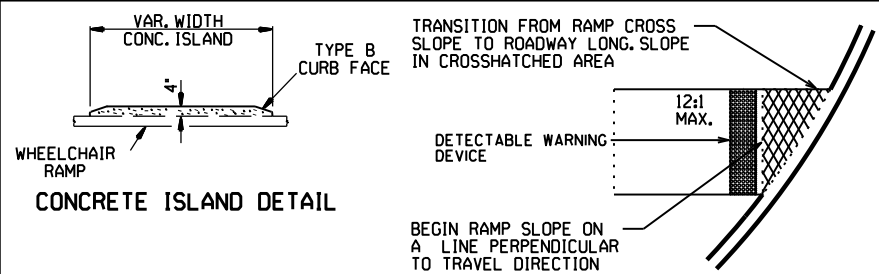 VAR. WIDTH
CONC. ISLAND
TYPE B
CURB FACE
4"
WHEELCHAIR
RAMP
CONCRETE ISLAND DETAIL
TRANSITION FROM RAMP CROSS
SLOPE TO ROADWAY LONG. SLOPE
IN CROSSHATCHED AREA
12:1
MAX.
DETECTABLE WARNING
DEVICE
BEGIN RAMP SLOPE ON
A LINE PERPENDICULAR
TO TRAVEL DIRECTION